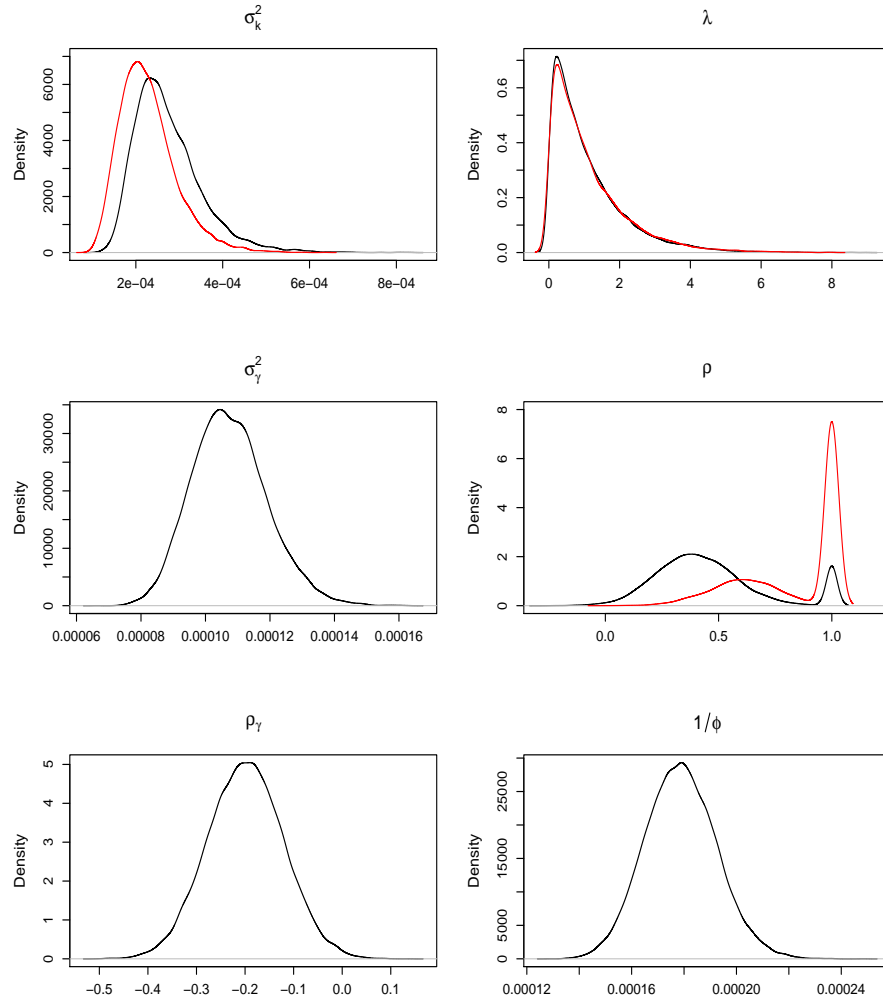 σ²ₖ
Density
0 2000 4000 6000
2e−04 4e−04 6e−04 8e−04
λ
Density
0.0 0.2 0.4 0.6
0 2 4 6 8
σ²ᵧ
Density
0 10000 20000 30000
0.00006 0.00008 0.00010 0.00012 0.00014 0.00016
ρ
Density
0 2 4 6 8
0.0 0.5 1.0
ργ
Density
0 1 2 3 4 5
−0.5 −0.4 −0.3 −0.2 −0.1 0.0 0.1
1/ϕ
Density
0 5000 15000 25000
0.00012 0.00016 0.00020 0.00024